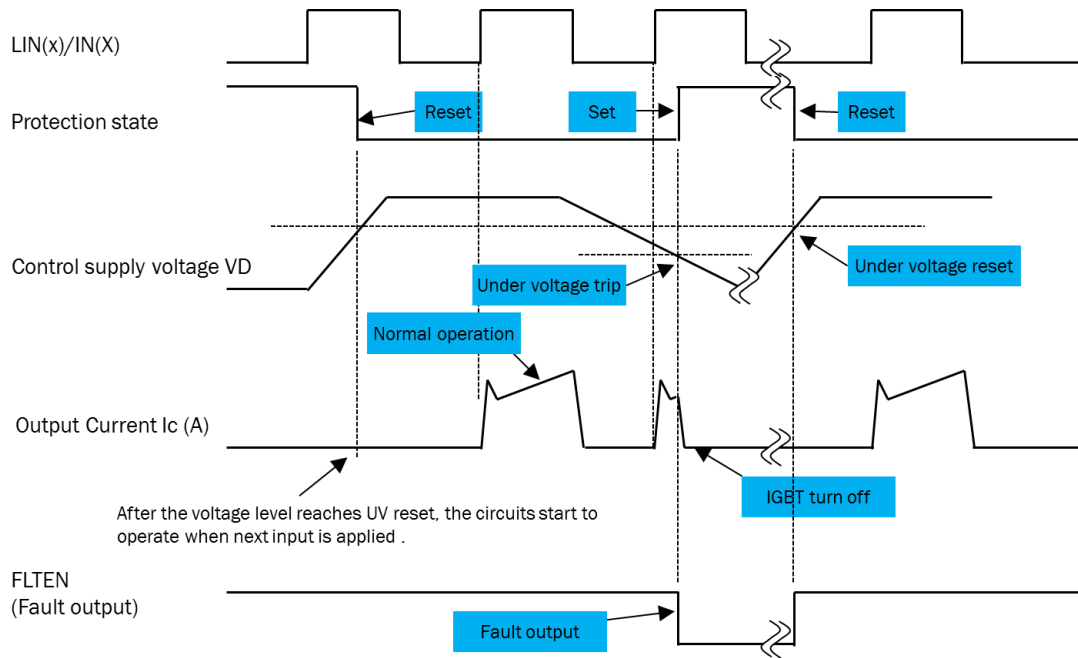 LIN(x)/IN(X)
Reset
Set
Reset
Protection state
Control supply voltage VD
Under voltage trip
Under voltage reset
Normal operation
Output Current Ic (A)
IGBT turn off
After the voltage level reaches UV reset, the circuits start to
operate when next input is applied .
FLTEN
(Fault output)
Fault output